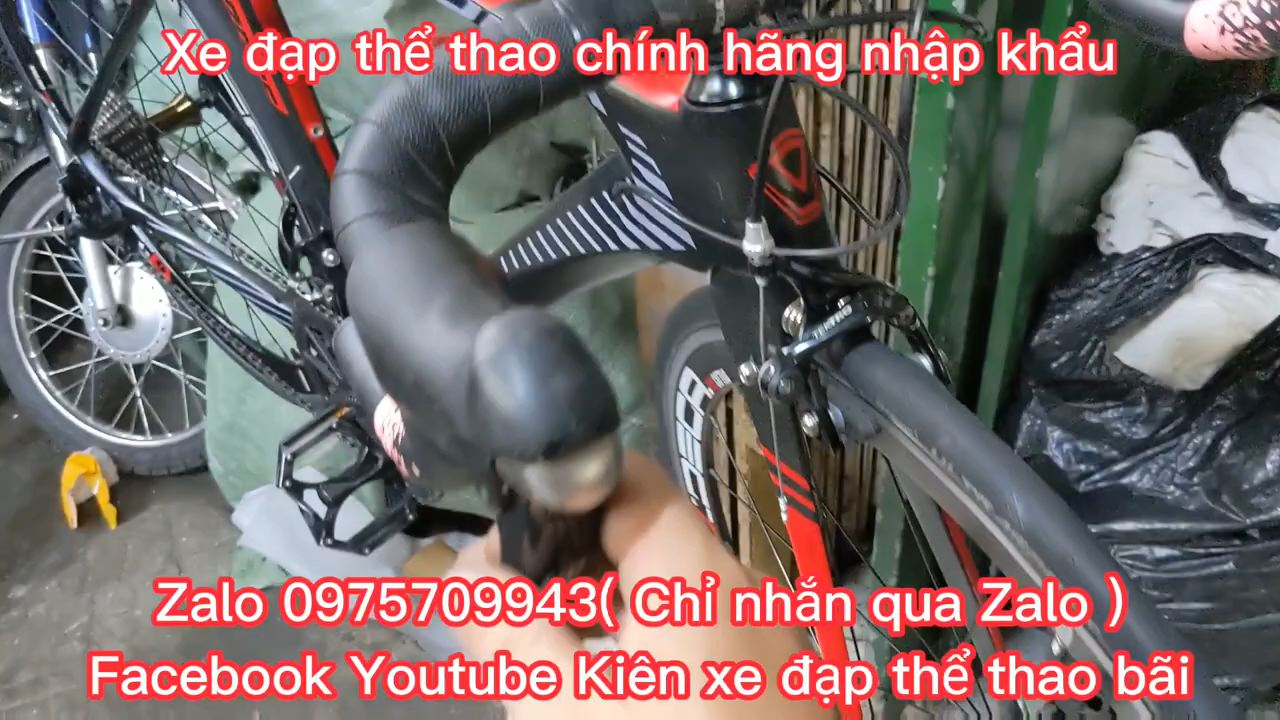 Xe đạp thể thao chính hãng nhập khẩu
Zalo 0975709943( Chỉ nhắn qua Zalo )
Facebook Youtube Kiên xe đạp thể thao bãi